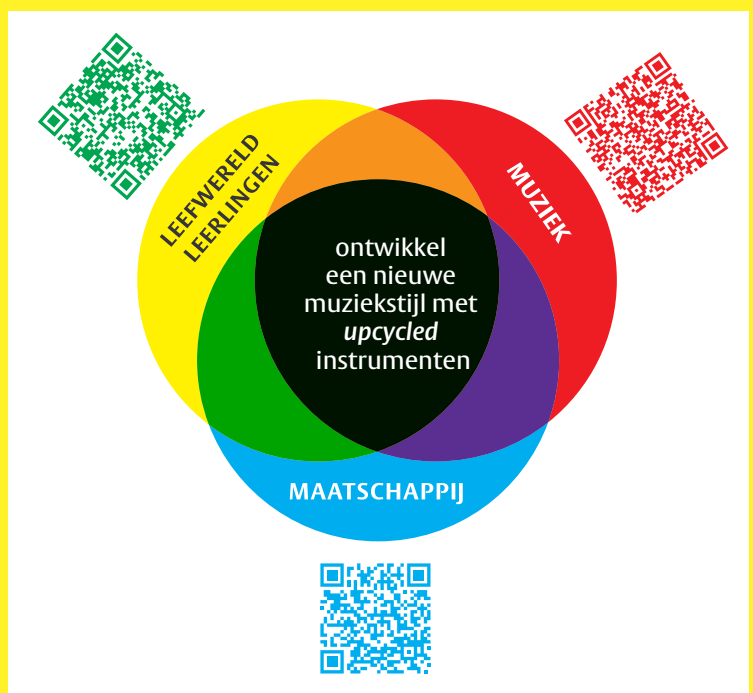 LEEFWERELD
LEERLINGEN
MUZIEK
ontwikkel
een nieuwe
muziekstijl met
upcycled
instrumenten
MAATSCHAPPIJ